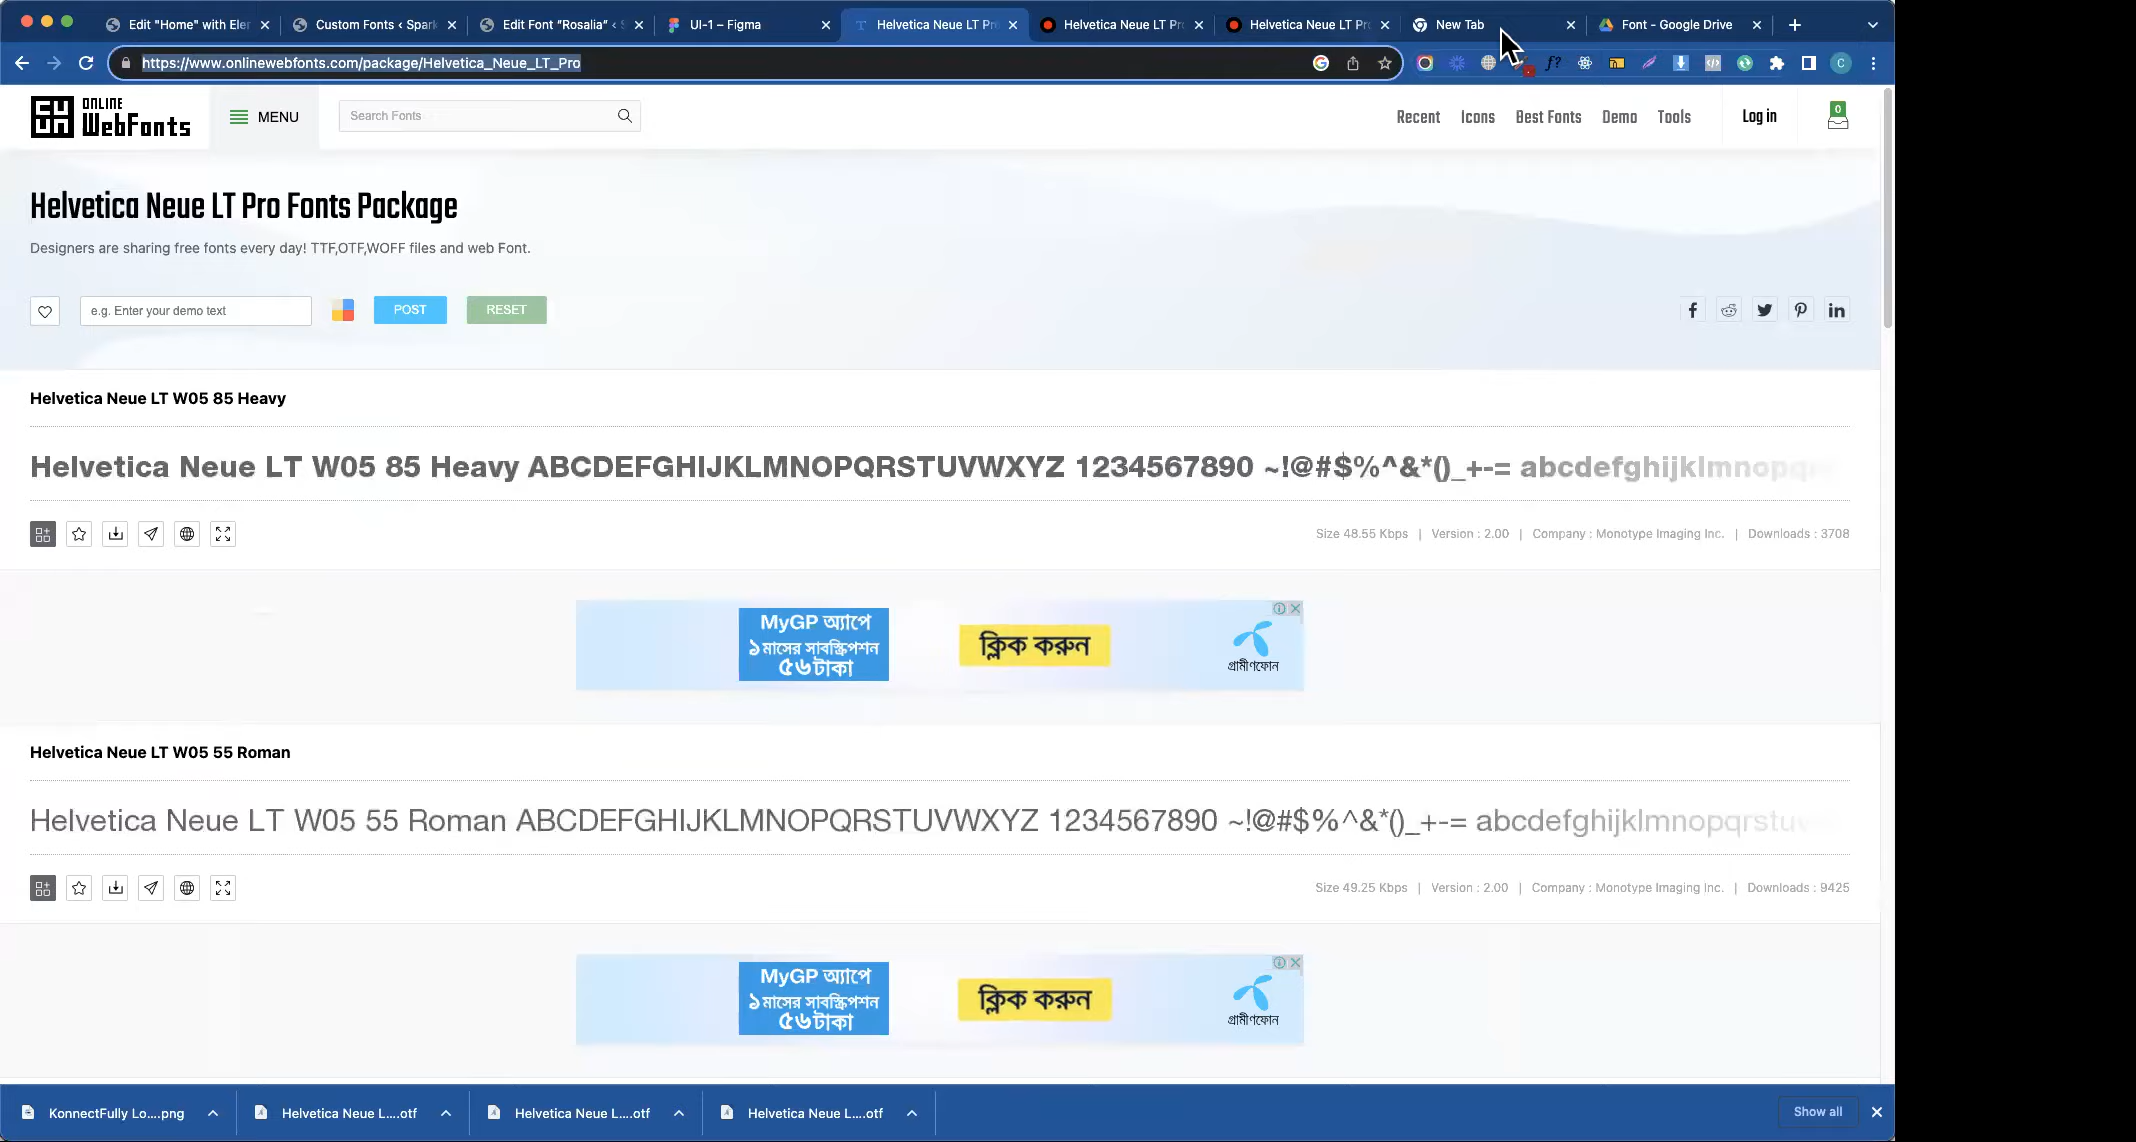 Edit "Home" with Eler
Custom Fonts ‹ Spark
Edit Font "Rosalia" ‹ S
UI-1 – Figma
Helvetica Neue LT Pr
Helvetica Neue LT Pr
Helvetica Neue LT Pr
New Tab
Font - Google Drive
https://www.onlinewebfonts.com/package/Helvetica_Neue_LT_Pro
f?
C
ONLINE
WebFonts
MENU
Search Fonts
Recent
Icons
Best Fonts
Demo
Tools
Log in
0
Helvetica Neue LT Pro Fonts Package
Designers are sharing free fonts every day! TTF,OTF,WOFF files and web Font.
e.g. Enter your demo text
POST
RESET
Helvetica Neue LT W05 85 Heavy
Helvetica Neue LT W05 85 Heavy ABCDEFGHIJKLMNOPQRSTUVWXYZ 1234567890 ~!@#$%^&*()_+-= abcdefghijklmnopqr
Size 48.55 Kbps | Version : 2.00 | Company : Monotype Imaging Inc. | Downloads : 3708
MyGP অ্যাপে
১ মাসের সাবস্ক্রিপশন
৫৬টাকা
ক্লিক করুন
গ্রামীণফোন
Helvetica Neue LT W05 55 Roman
Helvetica Neue LT W05 55 Roman ABCDEFGHIJKLMNOPQRSTUVWXYZ 1234567890 ~!@#$%^&*()_+-= abcdefghijklmnopqrstuv
Size 49.25 Kbps | Version : 2.00 | Company : Monotype Imaging Inc. | Downloads : 9425
MyGP অ্যাপে
১ মাসের সাবস্ক্রিপশন
৫৬টাকা
ক্লিক করুন
গ্রামীণফোন
KonnectFully Lo....png
Helvetica Neue L....otf
Helvetica Neue L....otf
Helvetica Neue L....otf
Show all